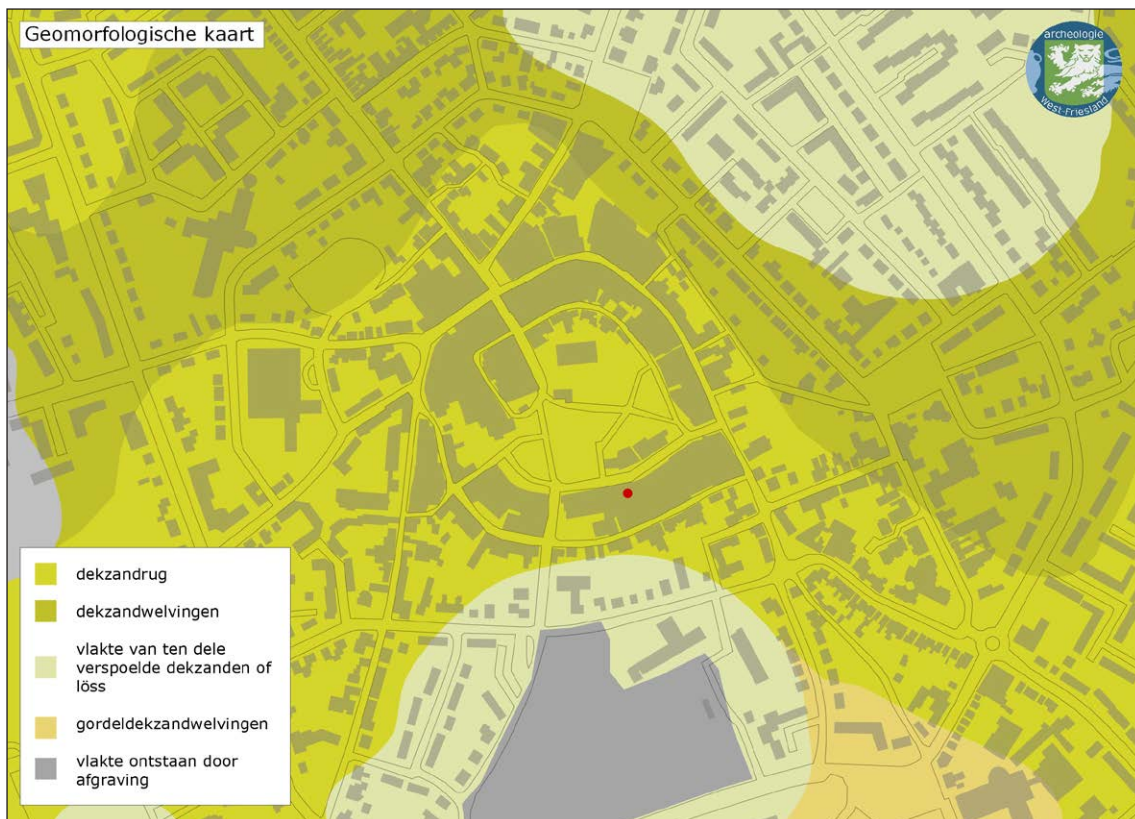 Geomorfologische kaart
archeologie
West-Friesland
dekzandrug
dekzandwelvingen
vlakte van ten dele
verspoelde dekzanden of
löss
gordeldekzandwelvingen
vlakte ontstaan door
afgraving